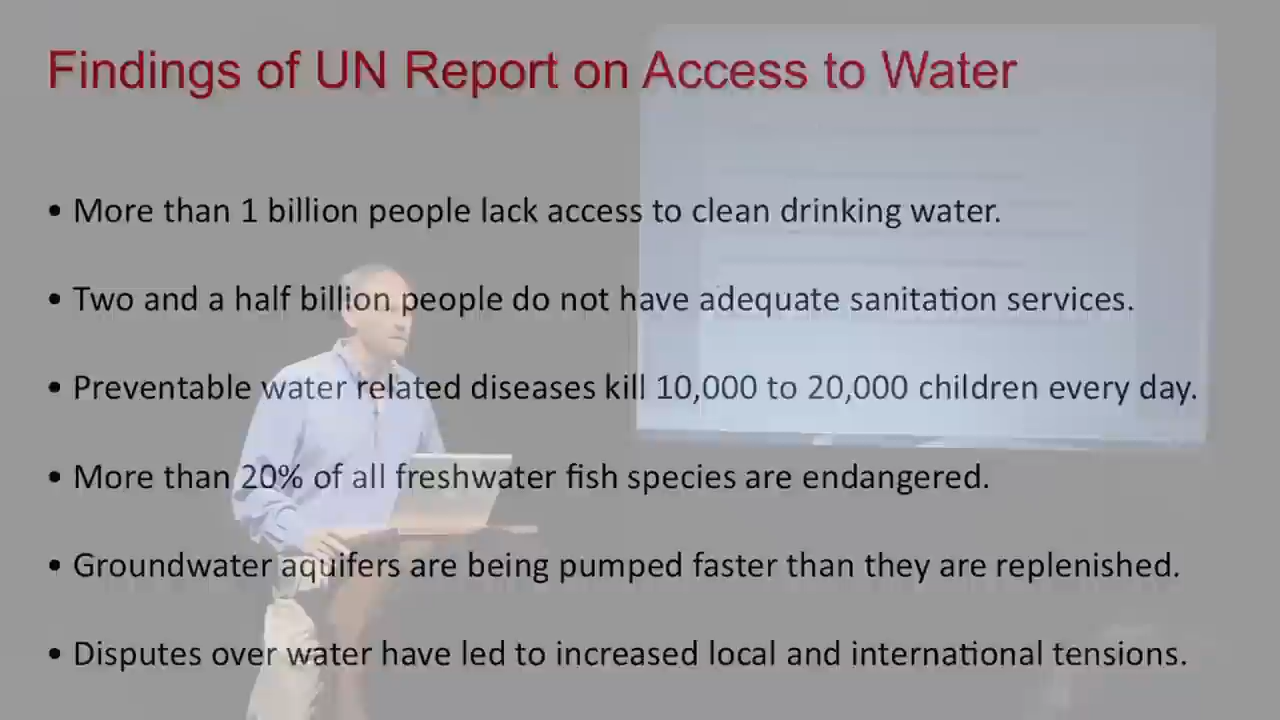 Findings of UN Report on Access to Water
• More than 1 billion people lack access to clean drinking water.
• Two and a half billion people do not have adequate sanitation services.
• Preventable water related diseases kill 10,000 to 20,000 children every day.
• More than 20% of all freshwater fish species are endangered.
• Groundwater aquifers are being pumped faster than they are replenished.
• Disputes over water have led to increased local and international tensions.